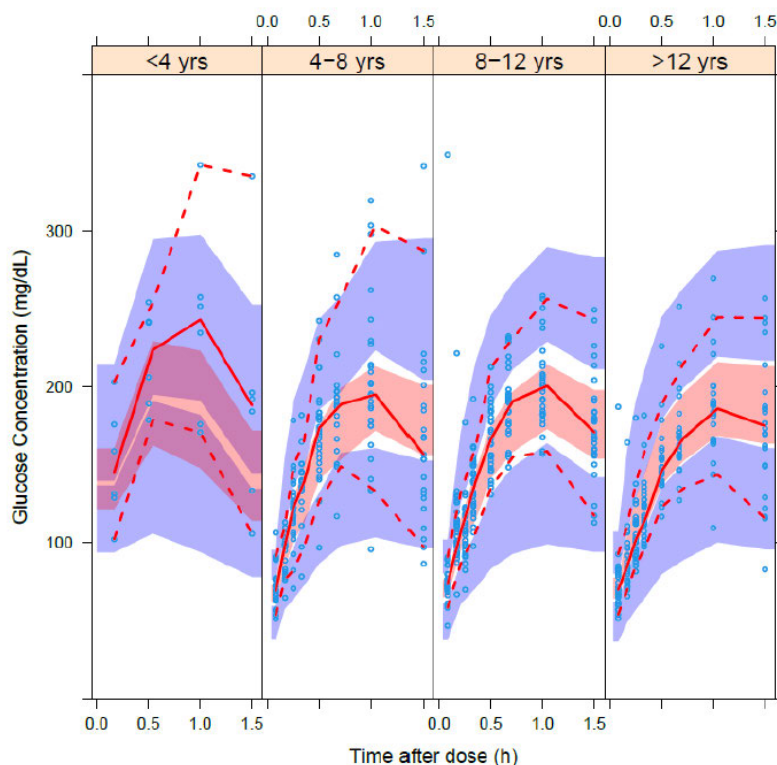 0.0 0.5 1.0 1.5 0.0 0.5 1.0 1.5
<4 yrs 4–8 yrs 8–12 yrs >12 yrs
300
200
100
Glucose Concentration (mg/dL)
0.0 0.5 1.0 1.5 0.0 0.5 1.0 1.5
Time after dose (h)